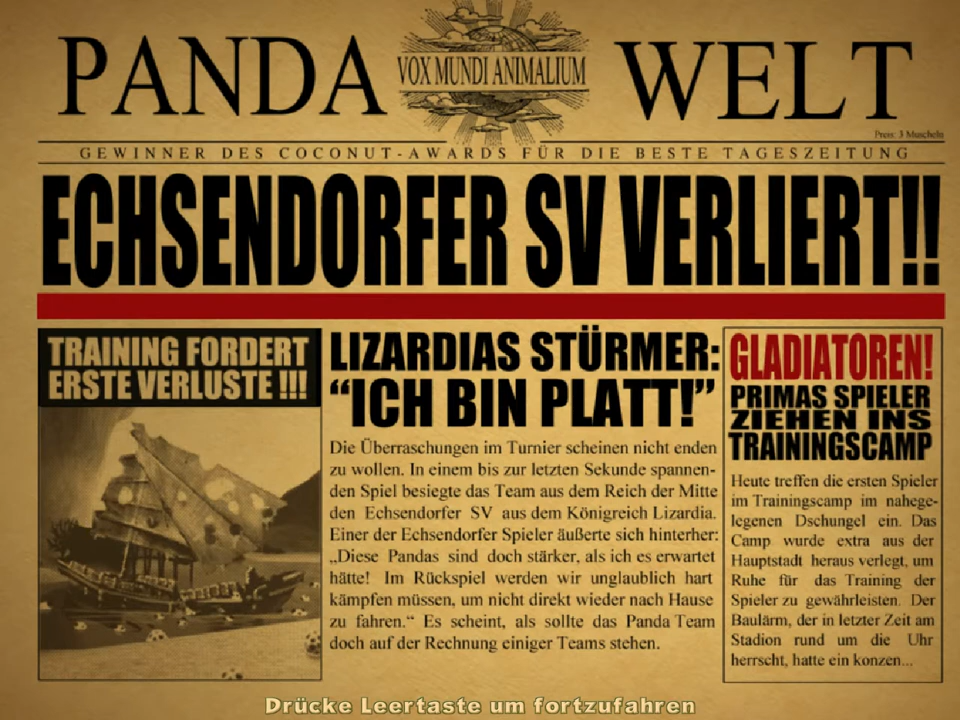 PANDA WELT
VOX MUNDI ANIMALIUM
Preis: 3 Muscheln
GEWINNER DES COCONUT-AWARDS FÜR DIE BESTE TAGESZEITUNG
ECHSENDORFER SV VERLIERT!!
TRAINING FORDERT
ERSTE VERLUSTE !!!
LIZARDIAS STÜRMER:
“ICH BIN PLATT!”
Die Überraschungen im Turnier scheinen nicht enden
zu wollen. In einem bis zur letzten Sekunde spannen-
den Spiel besiegte das Team aus dem Reich der Mitte
den Echsendorfer SV aus dem Königreich Lizardia.
Einer der Echsendorfer Spieler äußerte sich hinterher:
„Diese Pandas sind doch stärker, als ich es erwartet
hätte! Im Rückspiel werden wir unglaublich hart
kämpfen müssen, um nicht direkt wieder nach Hause
zu fahren.“ Es scheint, als sollte das Panda Team
doch auf der Rechnung einiger Teams stehen.
GLADIATOREN!
PRIMAS SPIELER
ZIEHEN INS
TRAININGSCAMP
Heute treffen die ersten Spieler
im Trainingscamp im nahege-
legenen Dschungel ein. Das
Camp wurde extra aus der
Hauptstadt heraus verlegt, um
Ruhe für das Training der
Spieler zu gewährleisten. Der
Baulärm, der in letzter Zeit am
Stadion rund um die Uhr
herrscht, hatte ein konzen...
Drücke Leertaste um fortzufahren